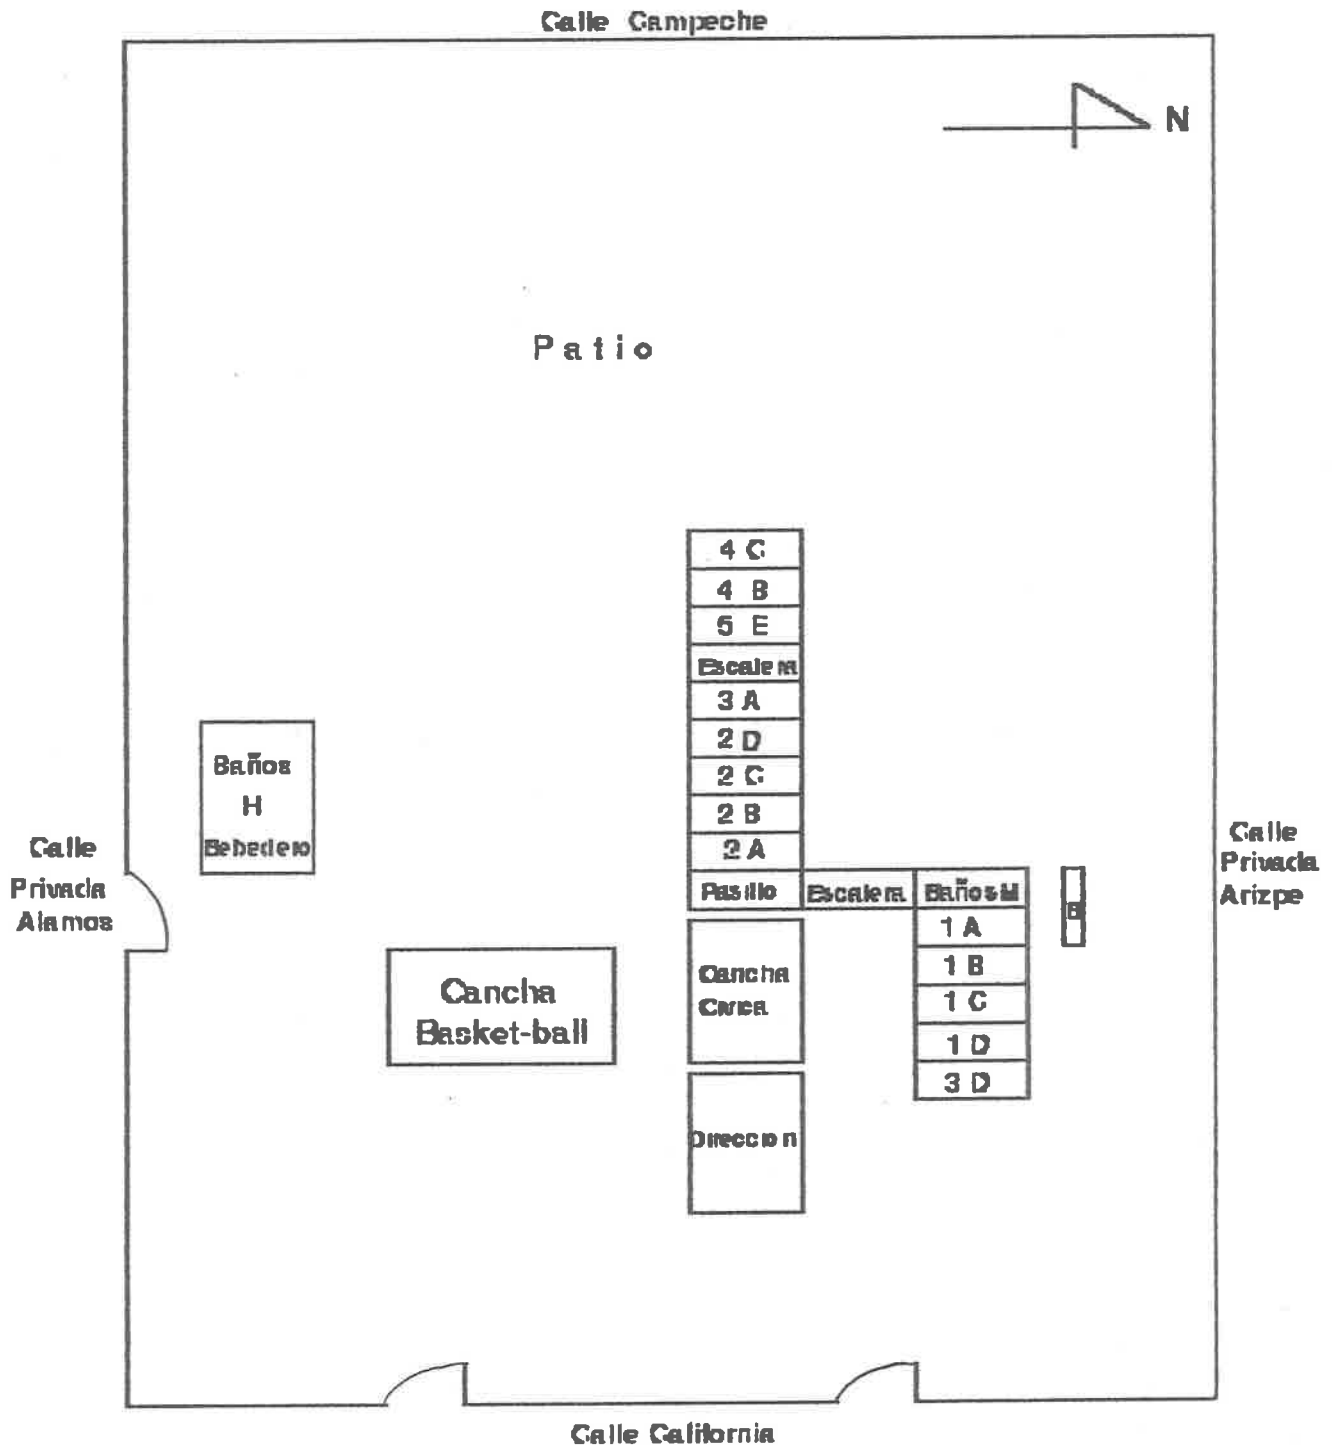 Calle Campeche
N
Patio
4 C
4 B
5 E
Escalera
3 A
2 D
2 C
2 B
2 A
Pasillo
Escalera
Baños M
B
1 A
1 B
1 C
1 D
3 D
Baños
H
Bebedero
Calle
Privada
Alamos
Calle
Privada
Arizpe
Cancha
Basket-ball
Cancha
Civica
Direccion
Calle California